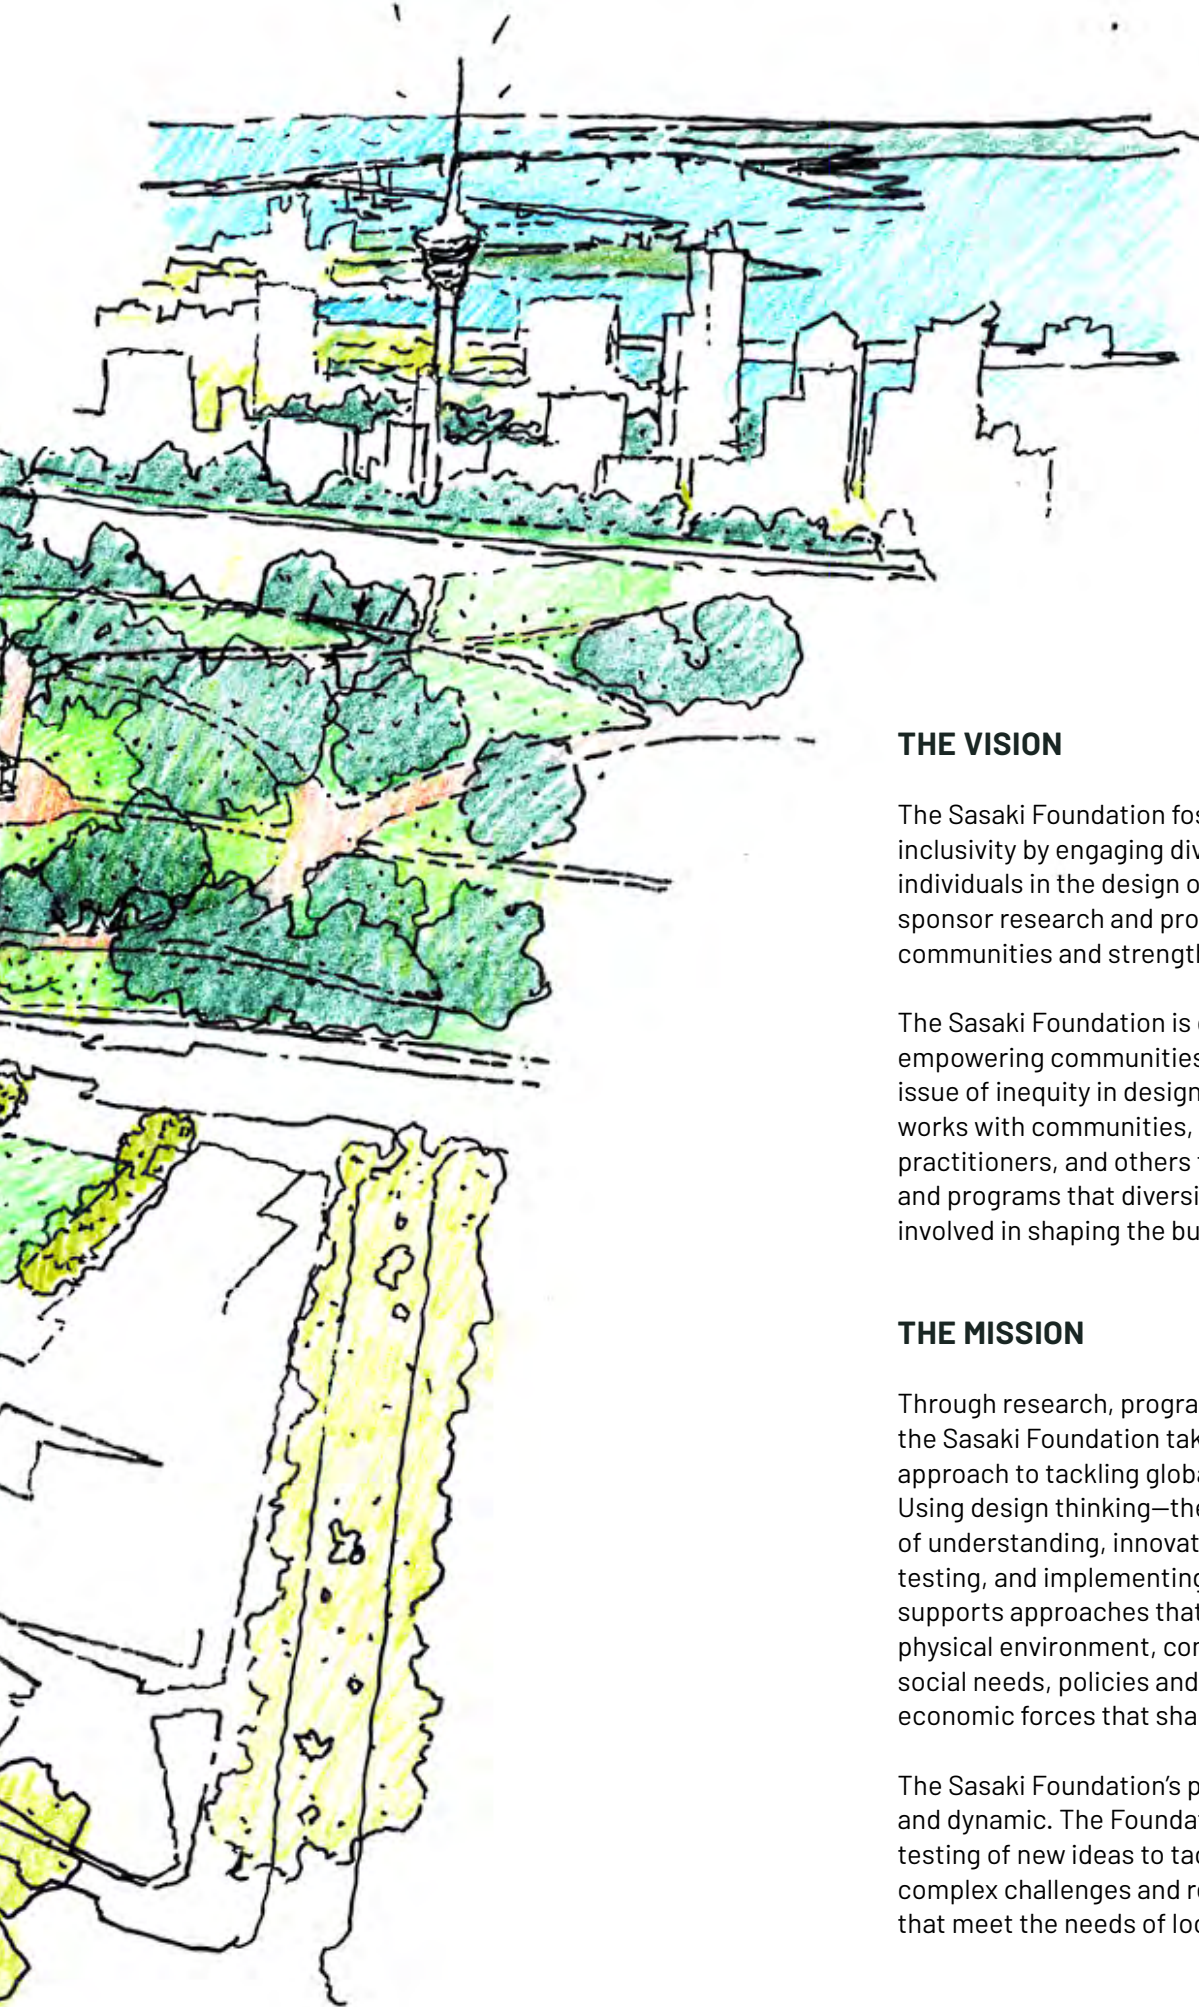 THE VISION
The Sasaki Foundation fos
inclusivity by engaging div
individuals in the design o
sponsor research and pro
communities and strengt
The Sasaki Foundation is
empowering communities
issue of inequity in design
works with communities,
practitioners, and others
and programs that diversi
involved in shaping the bu
THE MISSION
Through research, progra
the Sasaki Foundation tak
approach to tackling globa
Using design thinking—the
of understanding, innovat
testing, and implementing
supports approaches that
physical environment, cor
social needs, policies and
economic forces that sha
The Sasaki Foundation's p
and dynamic. The Foundat
testing of new ideas to tac
complex challenges and re
that meet the needs of loc